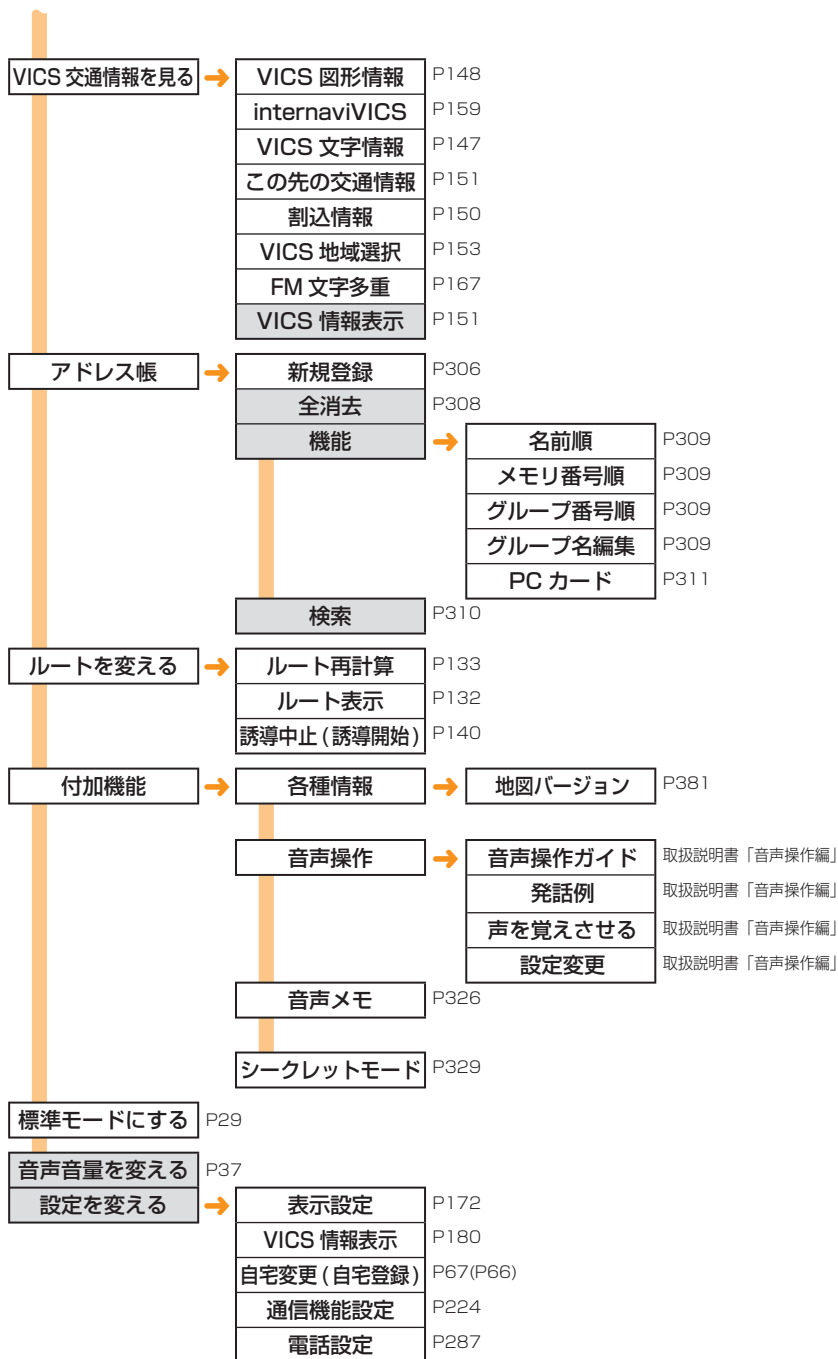 VICS 交通情報を見る
VICS 図形情報 P148
internaviVICS P159
VICS 文字情報 P147
この先の交通情報 P151
割込情報 P150
VICS 地域選択 P153
FM 文字多重 P167
VICS 情報表示 P151
アドレス帳
新規登録 P306
全消去 P308
機能
名前順 P309
メモリ番号順 P309
グループ番号順 P309
グループ名編集 P309
PC カード P311
検索 P310
ルートを変える
ルート再計算 P133
ルート表示 P132
誘導中止 ( 誘導開始 ) P140
付加機能
各種情報
地図バージョン P381
音声操作
音声操作ガイド 取扱説明書「音声操作編」
発話例 取扱説明書「音声操作編」
声を覚えさせる 取扱説明書「音声操作編」
設定変更 取扱説明書「音声操作編」
音声メモ P326
シークレットモード P329
標準モードにする P29
音声音量を変える P37
設定を変える
表示設定 P172
VICS 情報表示 P180
自宅変更 ( 自宅登録 ) P67(P66)
通信機能設定 P224
電話設定 P287